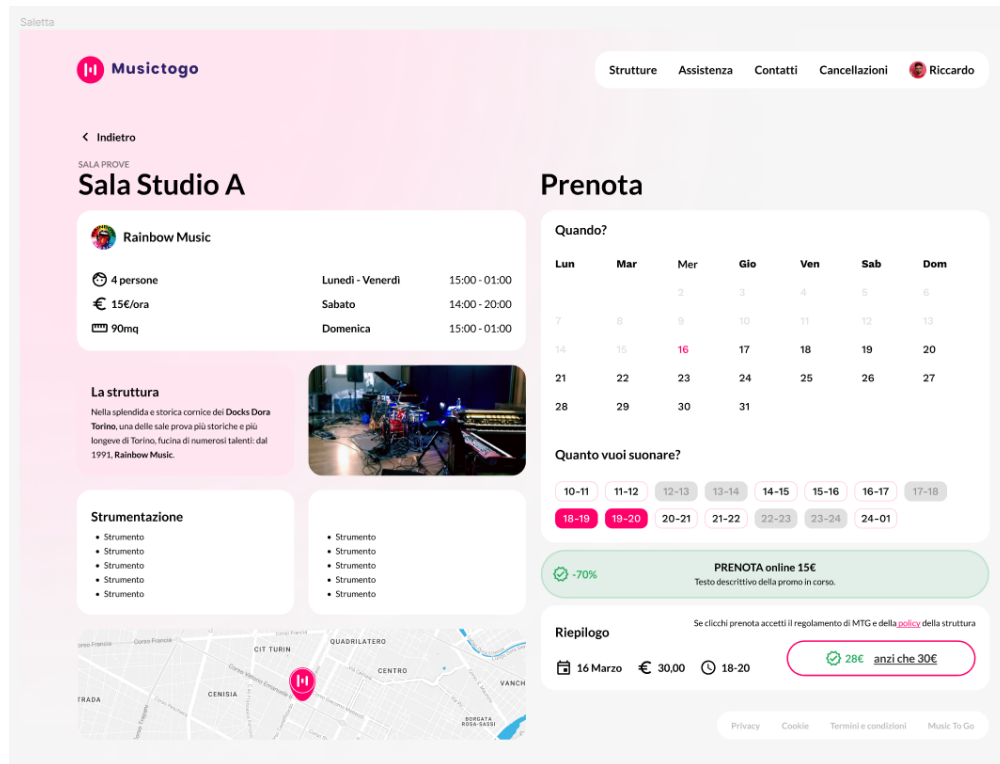 Saletta
Musictogo
Strutture Assistenza Contatti Cancellazioni Riccardo
Indietro
SALA PROVE
Sala Studio A
Rainbow Music
4 persone
15€/ora
90mq
Lunedì - Venerdì 15:00 - 01:00
Sabato 14:00 - 20:00
Domenica 15:00 - 01:00
La struttura
Nella splendida e storica cornice dei Docks Dora
Torino, una delle sale prova più storiche e più
longeve di Torino, fucina di numerosi talenti: dal
1991, Rainbow Music.
Strumentazione
Strumento
Strumento
Strumento
Strumento
Strumento
Strumento
Strumento
Strumento
Strumento
Strumento
Corso Francia
Corso Francia
QUADRILATERO
CIT TURIN
CENTRO
Corso Vittorio Emanuele II
CENISIA
TRADA
VANCH
BORGATA
ROSA-SASSI
Prenota
Quando?
Lun Mar Mer Gio Ven Sab Dom
2 3 4 5 6
7 8 9 10 11 12 13
14 15 16 17 18 19 20
21 22 23 24 25 26 27
28 29 30 31
Quanto vuoi suonare?
10-11 11-12 12-13 13-14 14-15 15-16 16-17 17-18
18-19 19-20 20-21 21-22 22-23 23-24 24-01
-70%
PRENOTA online 15€
Testo descrittivo della promo in corso.
Riepilogo
Se clicchi prenota accetti il regolamento di MTG e della policy della struttura
16 Marzo € 30,00 18-20
28€ anzi che 30€
Privacy Cookie Termini e condizioni Music To Go